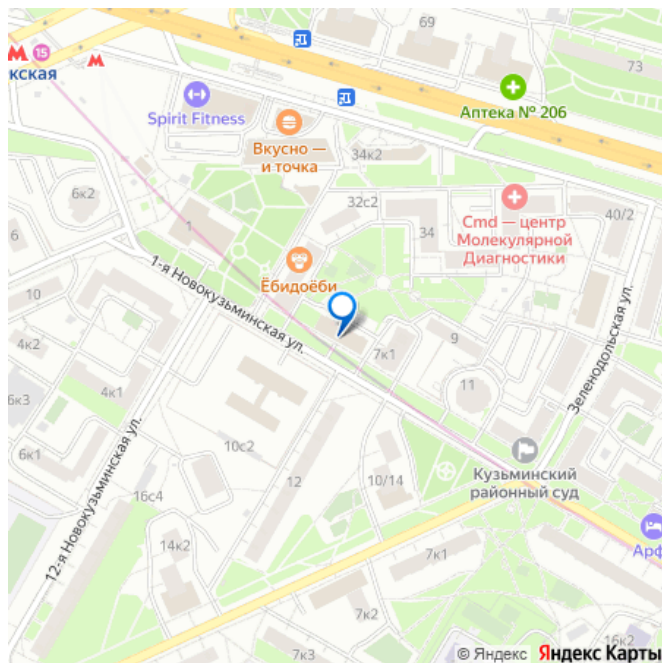 69
73
15
кская
Spirit Fitness
Аптека № 206
Вкусно —
и точка
34к2
6к2
32с2
40/2
1
34
Cmd — центр
Молекулярной
Диагностики
6
1-я Новокузьминская ул.
Ёбидоёби
10
Зеленодольская ул.
9
7к1
4к2
11
6к3
4к1
12-я Новокузьминская ул.
10с2
6к1
12
10/14
Кузьминский
районный суд
16с4
14к2
7к1
Арф
7к2
7к3
16к2
© Яндекс Яндекс Карты